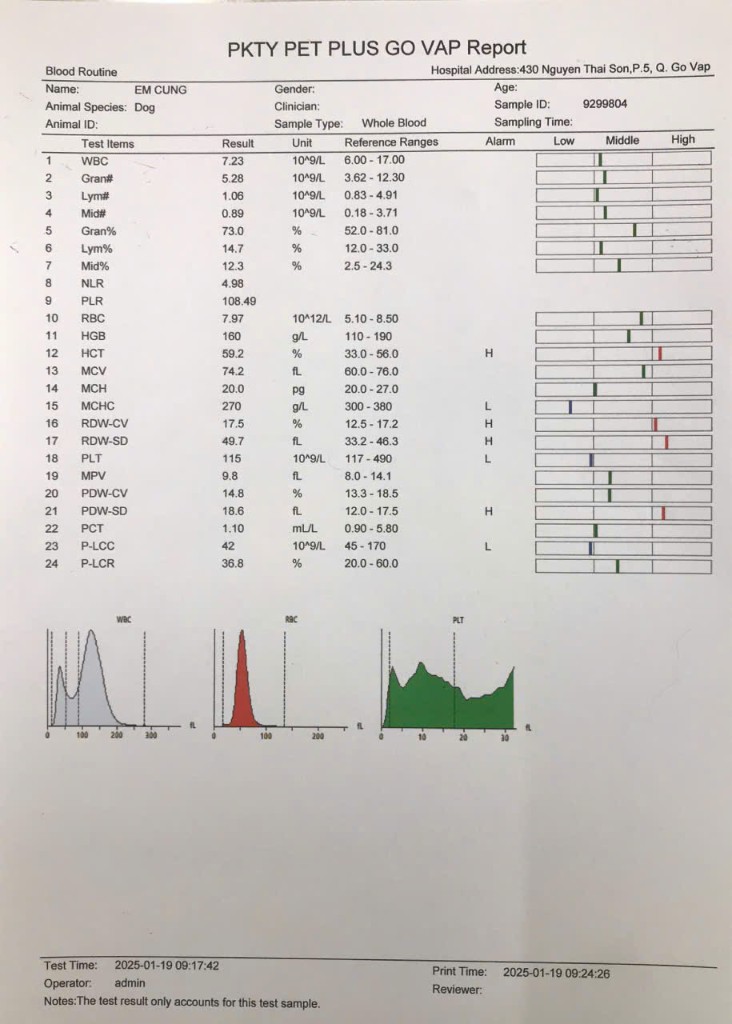 PKTY PET PLUS GO VAP Report
Blood Routine Hospital Address:430 Nguyen Thai Son,P.5, Q. Go Vap
Name: EM CUNG Gender: Age:
Animal Species: Dog Clinician: Sample ID: 9299804
Animal ID: Sample Type: Whole Blood Sampling Time:
Test Items Result Unit Reference Ranges Alarm Low Middle High
1 WBC 7.23 10^9/L 6.00 - 17.00
2 Gran# 5.28 10^9/L 3.62 - 12.30
3 Lym# 1.06 10^9/L 0.83 - 4.91
4 Mid# 0.89 10^9/L 0.18 - 3.71
5 Gran% 73.0 % 52.0 - 81.0
6 Lym% 14.7 % 12.0 - 33.0
7 Mid% 12.3 % 2.5 - 24.3
8 NLR 4.98
9 PLR 108.49
10 RBC 7.97 10^12/L 5.10 - 8.50
11 HGB 160 g/L 110 - 190
12 HCT 59.2 % 33.0 - 56.0 H
13 MCV 74.2 fL 60.0 - 76.0
14 MCH 20.0 pg 20.0 - 27.0
15 MCHC 270 g/L 300 - 380 L
16 RDW-CV 17.5 % 12.5 - 17.2 H
17 RDW-SD 49.7 fL 33.2 - 46.3 H
18 PLT 115 10^9/L 117 - 490 L
19 MPV 9.8 fL 8.0 - 14.1
20 PDW-CV 14.8 % 13.3 - 18.5
21 PDW-SD 18.6 fL 12.0 - 17.5 H
22 PCT 1.10 mL/L 0.90 - 5.80
23 P-LCC 42 10^9/L 45 - 170 L
24 P-LCR 36.8 % 20.0 - 60.0
WBC RBC PLT
fL fL fL
0 100 200 300 0 100 200 0 10 20 30
Test Time: 2025-01-19 09:17:42 Print Time: 2025-01-19 09:24:26
Operator: admin Reviewer:
Notes:The test result only accounts for this test sample.